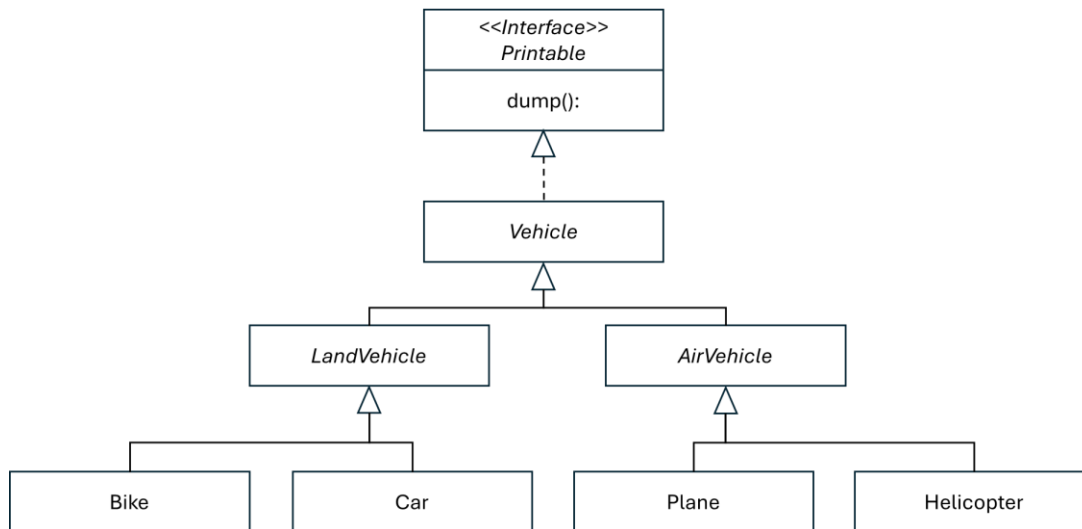 <<Interface>>
Printable
dump():
Vehicle
LandVehicle
AirVehicle
Bike
Car
Plane
Helicopter